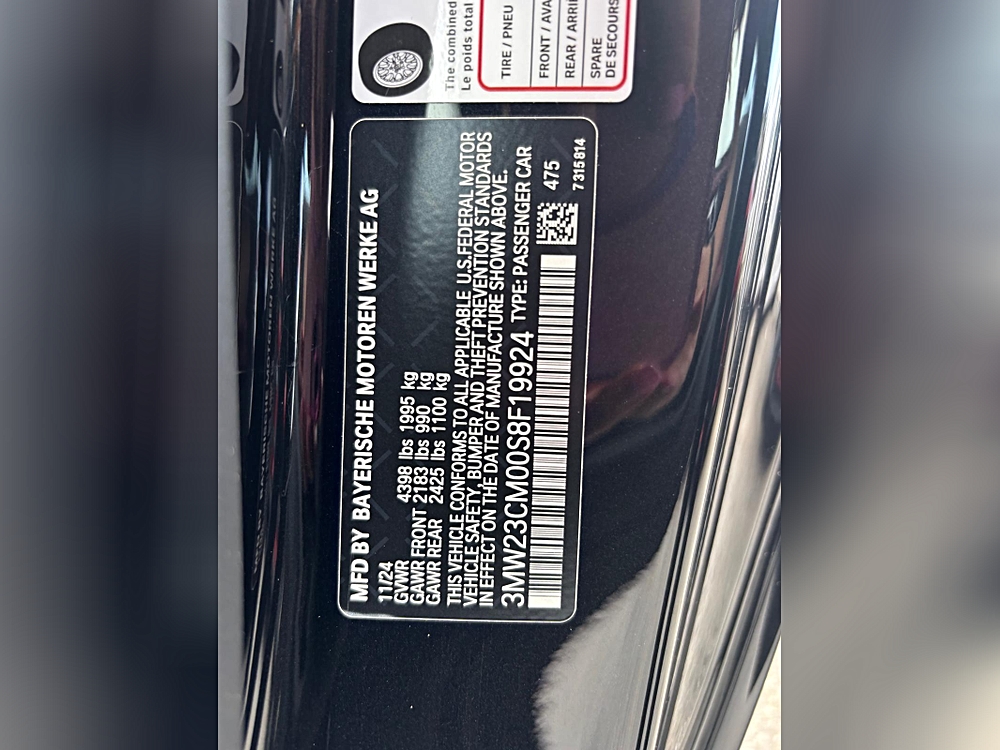 The combined
Le poids total
TIRE / PNEU
FRONT / AVA
REAR / ARRIÈ
SPARE
DE SECOURS
MFD BY BAYERISCHE MOTOREN WERKE AG
11/24
GVWR 4398 lbs 1995 kg
GAWR FRONT 2183 lbs 990 kg
GAWR REAR 2425 lbs 1100 kg
THIS VEHICLE CONFORMS TO ALL APPLICABLE U.S.FEDERAL MOTOR
VEHICLE SAFETY, BUMPER AND THEFT PREVENTION STANDARDS
IN EFFECT ON THE DATE OF MANUFACTURE SHOWN ABOVE.
3MW23CM00S8F19924 TYPE: PASSENGER CAR
475
7315814